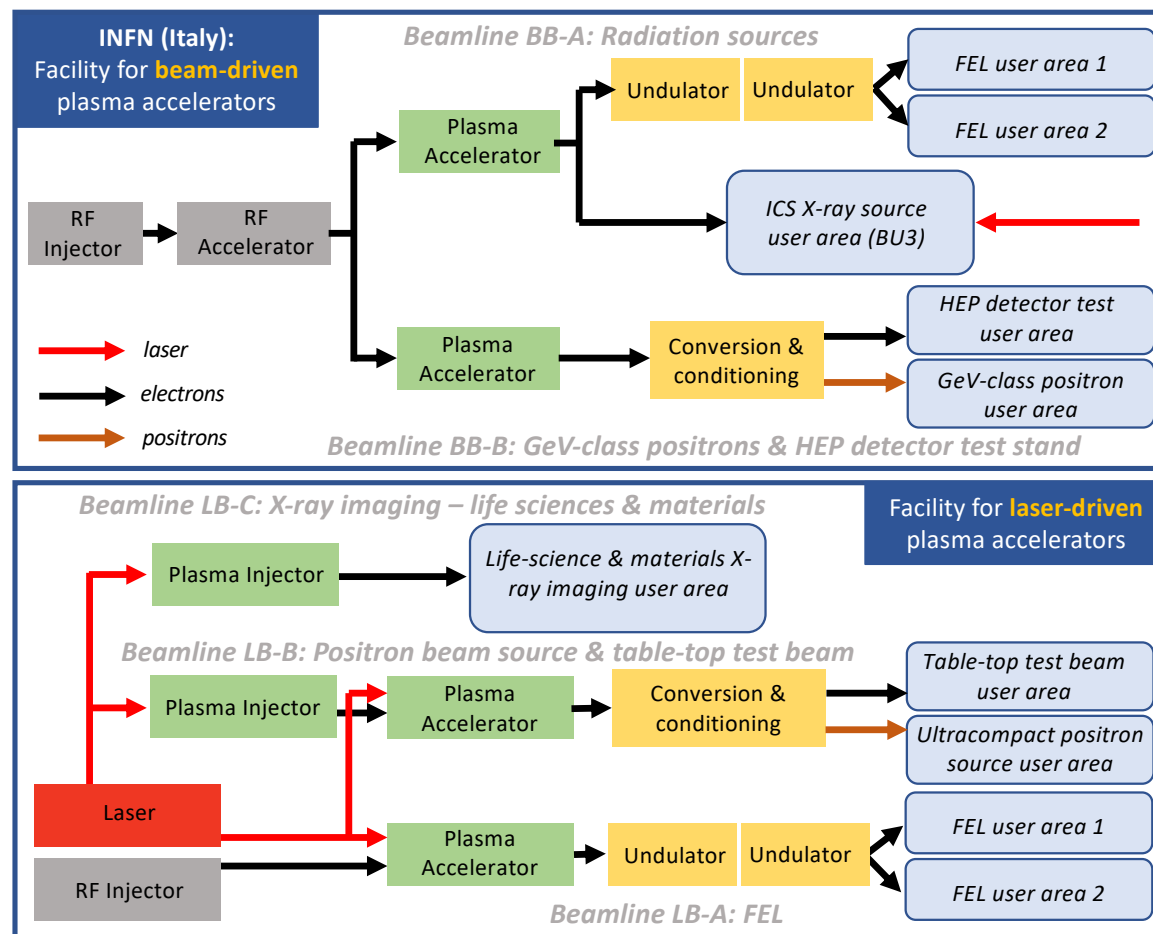 INFN (Italy):
Facility for beam-driven
plasma accelerators
Beamline BB-A: Radiation sources
Undulator
Undulator
FEL user area 1
FEL user area 2
Plasma
Accelerator
RF
Injector
RF
Accelerator
ICS X-ray source
user area (BU3)
laser
electrons
positrons
Plasma
Accelerator
Conversion &
conditioning
HEP detector test
user area
GeV-class positron
user area
Beamline BB-B: GeV-class positrons & HEP detector test stand
Beamline LB-C: X-ray imaging – life sciences & materials
Facility for laser-driven
plasma accelerators
Plasma Injector
Life-science & materials X-
ray imaging user area
Beamline LB-B: Positron beam source & table-top test beam
Plasma Injector
Plasma
Accelerator
Conversion &
conditioning
Table-top test beam
user area
Ultracompact positron
source user area
Laser
RF Injector
Plasma
Accelerator
Undulator
Undulator
FEL user area 1
FEL user area 2
Beamline LB-A: FEL